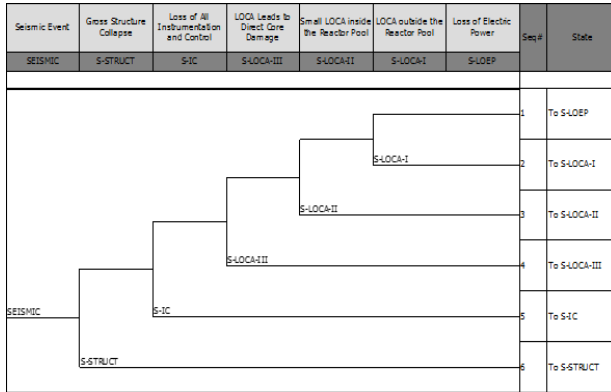 Seismic Event
Gross Structure
Collapse
Loss of All
Instrumentation
and Control
LOCA Leads to
Direct Core
Damage
Small LOCA inside
the Reactor Pool
LOCA outside the
Reactor Pool
Loss of Electric
Power
Seq#
State
SEISMIC
S-STRUCT
S-IC
S-LOCA-III
S-LOCA-II
S-LOCA-I
S-LOEP
1
To S-LOEP
S-LOCA-I
2
To S-LOCA-I
S-LOCA-II
3
To S-LOCA-II
S-LOCA-III
4
To S-LOCA-III
SEISMIC
S-IC
5
To S-IC
S-STRUCT
6
To S-STRUCT